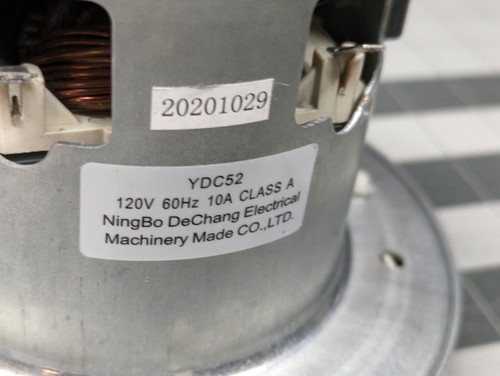 20201029
YDC52
120V 60Hz 10A CLASS A
NingBo DeChang Electrical
Machinery Made CO.,LTD.